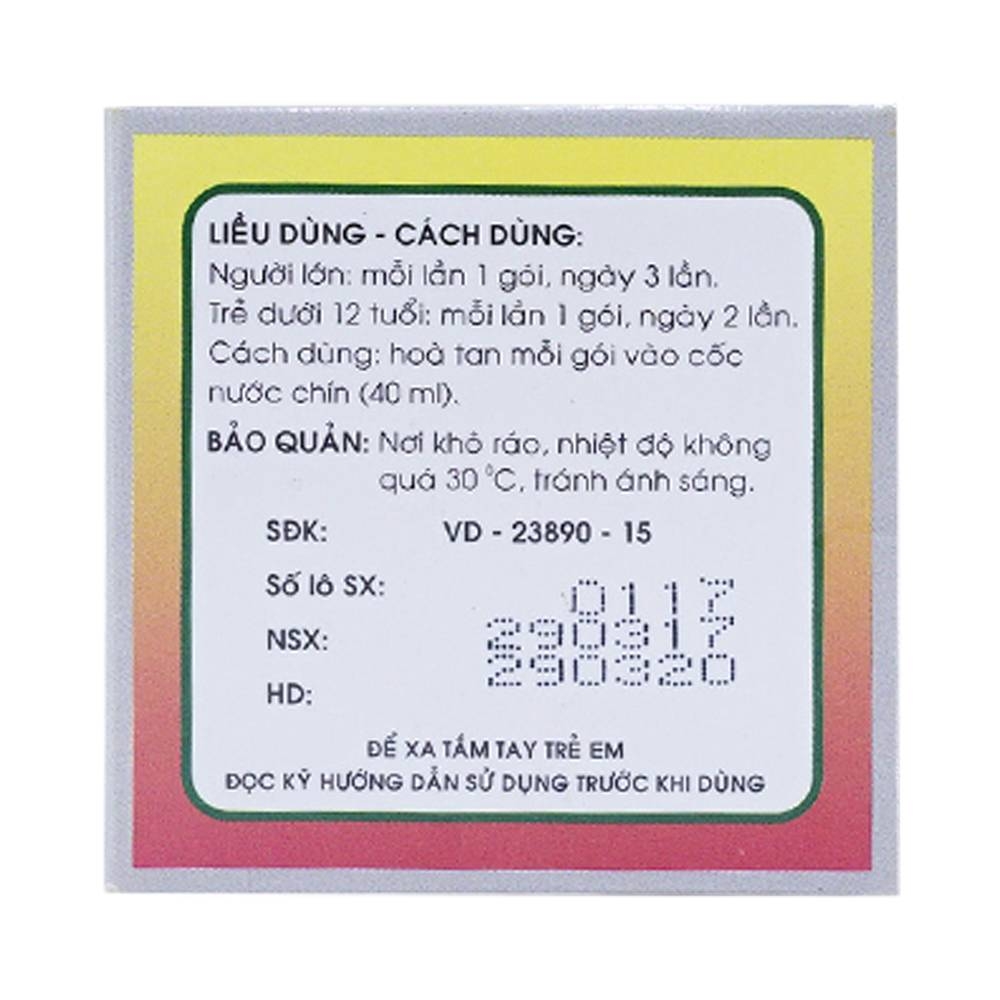 LIỀU DÙNG - CÁCH DÙNG:
Người lớn: mỗi lần 1 gói, ngày 3 lần.
Trẻ dưới 12 tuổi: mỗi lần 1 gói, ngày 2 lần.
Cách dùng: hoà tan mỗi gói vào cốc
nước chín (40 ml).
BẢO QUẢN: Nơi khô ráo, nhiệt độ không
quá 30 ⁰C, tránh ánh sáng.
SĐK: VD - 23890 - 15
Số lô SX: 0117
NSX: 290317
HD: 290320
ĐỂ XA TẦM TAY TRẺ EM
ĐỌC KỸ HƯỚNG DẪN SỬ DỤNG TRƯỚC KHI DÙNG